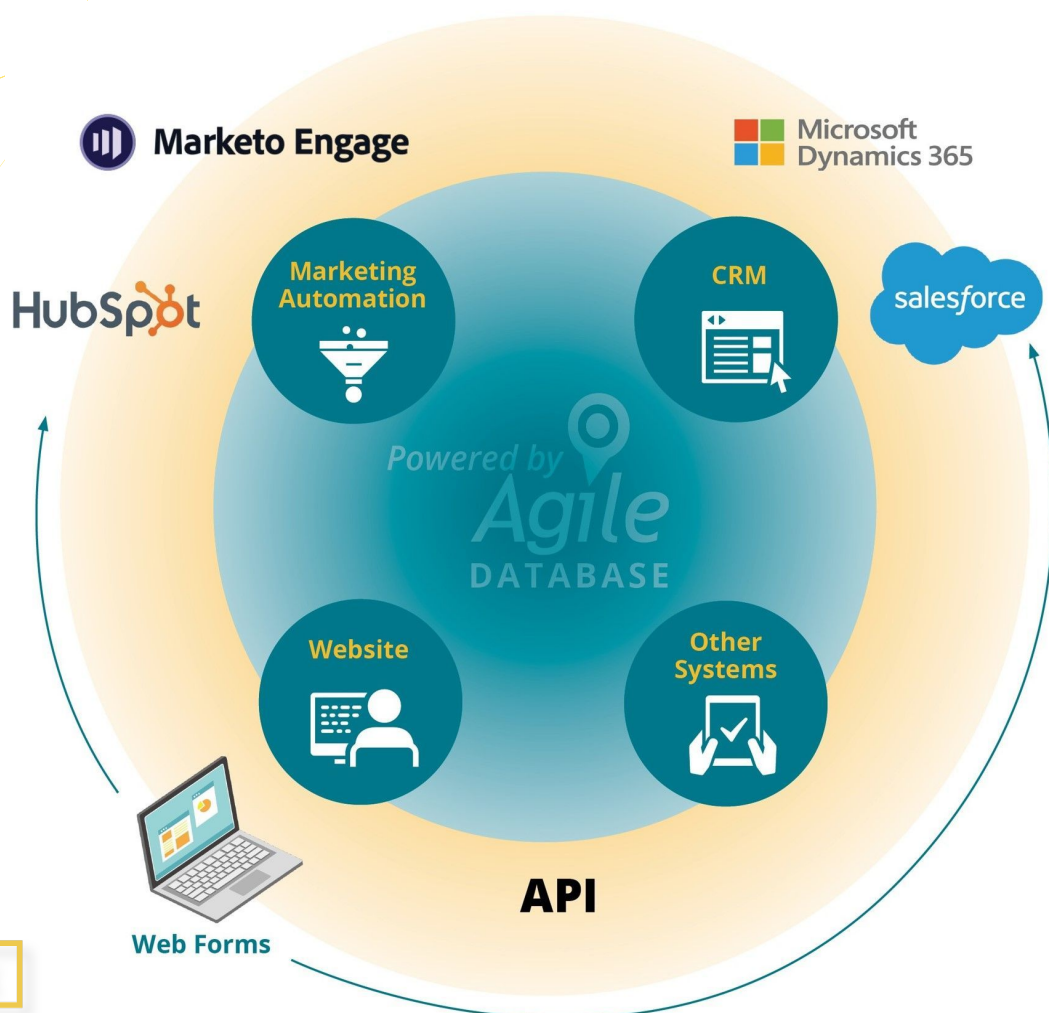 Marketo Engage
Microsoft
Dynamics 365
HubSpot
Marketing
Automation
CRM
salesforce
Powered by
Agile
DATABASE
Website
Other
Systems
API
Web Forms